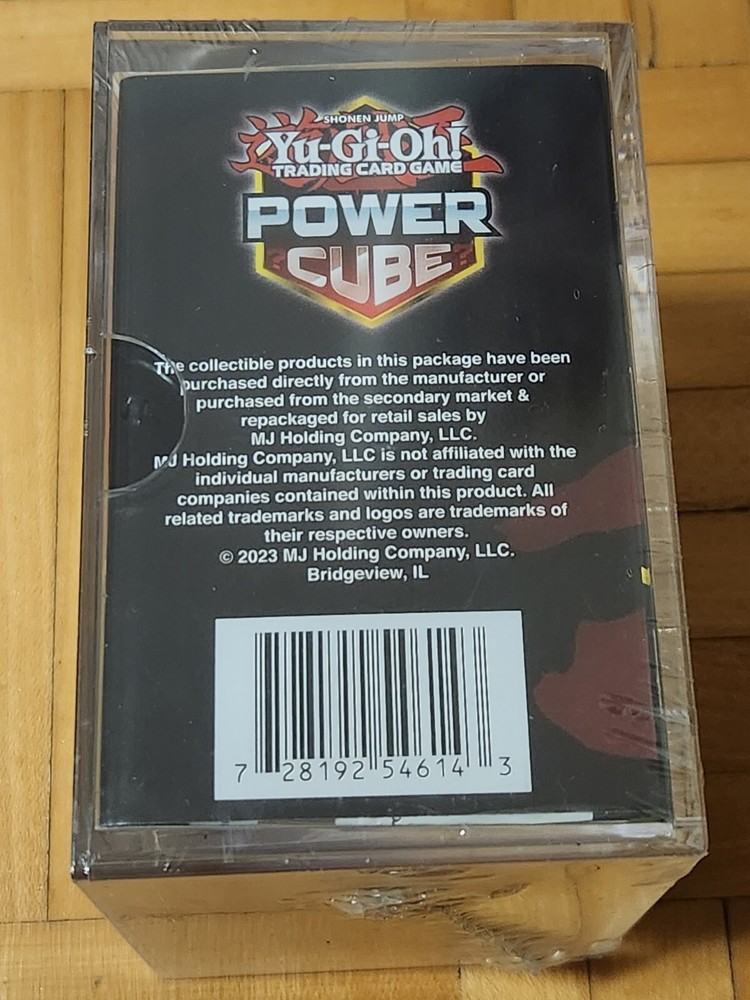 SHONEN JUMP
Yu-Gi-Oh!
TRADING CARD GAME
POWER
CUBE
The collectible products in this package have been
purchased directly from the manufacturer or
purchased from the secondary market &
repackaged for retail sales by
MJ Holding Company, LLC.
MJ Holding Company, LLC is not affiliated with the
individual manufacturers or trading card
companies contained within this product. All
related trademarks and logos are trademarks of
their respective owners.
© 2023 MJ Holding Company, LLC.
Bridgeview, IL
7 28192 54614 3